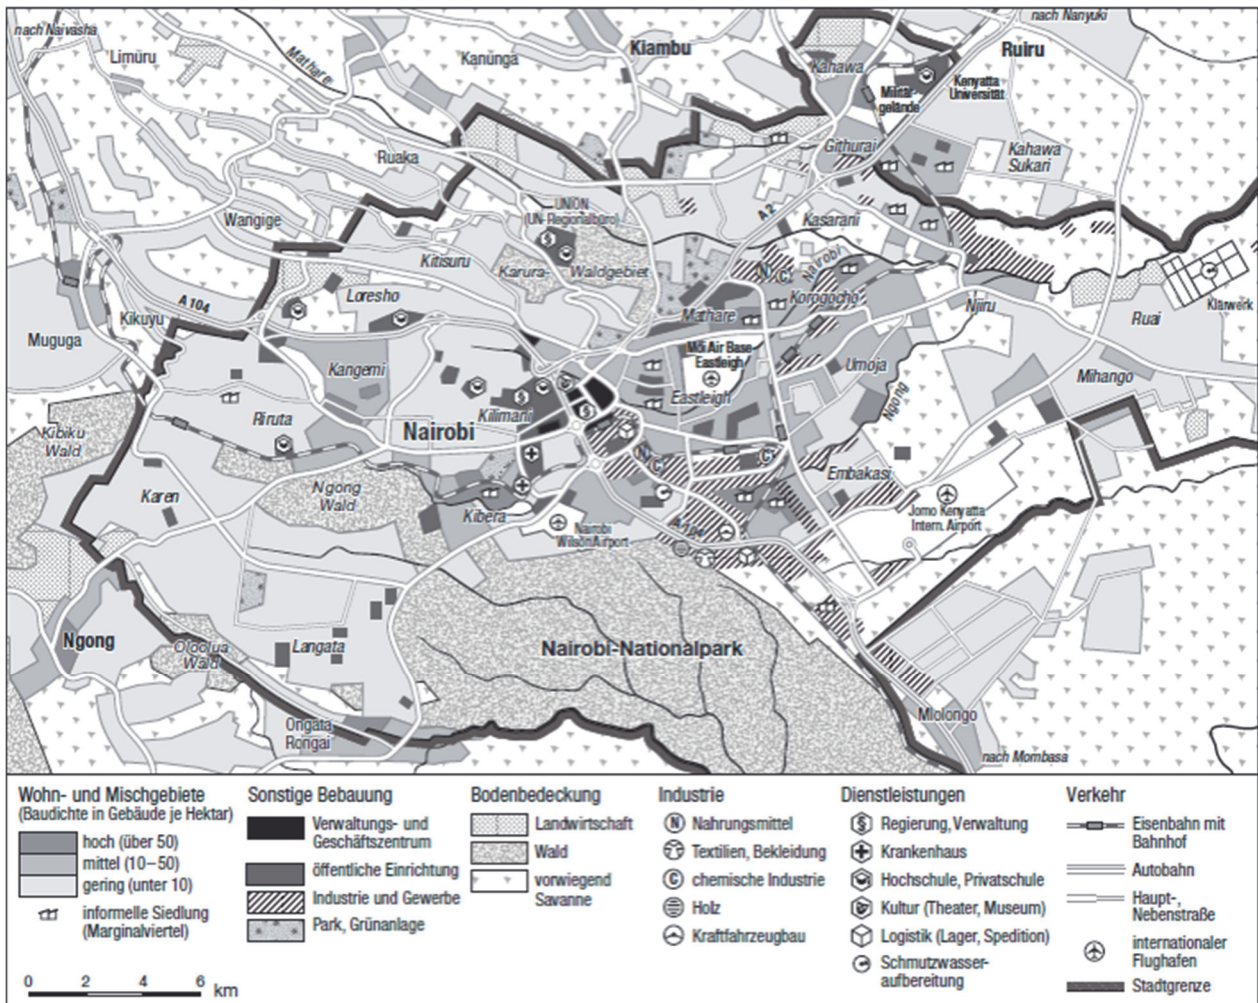 nach Naivasha
Limuru
Mathare
Kanunga
Kiambu
nach Nanyuki
Ruiru
Kahawa
Militär-
gelände
Kenyatta
Universität
Githurai
Kahawa
Sukari
Ruaka
Wangige
UNION
(UN-Regionalbüro)
A 2
Kasarani
Kitisuru
Karura-
Waldgebiet
Nairobi
A 104
Loresho
Korogocho
Mathare
Njiru
Ruai
Klärwerk
Kikuyu
Muguga
Kangemi
Moi Air Base-
Eastleigh
Umoja
Mihango
Eastleigh
Kilimani
Riruta
Nairobi
Ngong
Kibiku
Wald
Karen
Ngong
Wald
Kibera
Embakasi
Nairobi
Wilson Airport
A 104
Jomo Kenyatta
Intern. Airport
Ngong
Oloolua
Wald
Langata
Nairobi-Nationalpark
Ongata
Rongai
Mlolongo
nach Mombasa
Wohn- und Mischgebiete
(Baudichte in Gebäude je Hektar)
hoch (über 50)
mittel (10–50)
gering (unter 10)
informelle Siedlung
(Marginalviertel)
0 2 4 6 km
Sonstige Bebauung
Verwaltungs- und
Geschäftszentrum
öffentliche Einrichtung
Industrie und Gewerbe
Park, Grünanlage
Bodenbedeckung
Landwirtschaft
Wald
vorwiegend
Savanne
Industrie
N Nahrungsmittel
Textilien, Bekleidung
C chemische Industrie
Holz
Kraftfahrzeugbau
Dienstleistungen
§ Regierung, Verwaltung
Krankenhaus
Hochschule, Privatschule
Kultur (Theater, Museum)
Logistik (Lager, Spedition)
Schmutzwasser-
aufbereitung
Verkehr
Eisenbahn mit
Bahnhof
Autobahn
Haupt-,
Nebenstraße
internationaler
Flughafen
Stadtgrenze